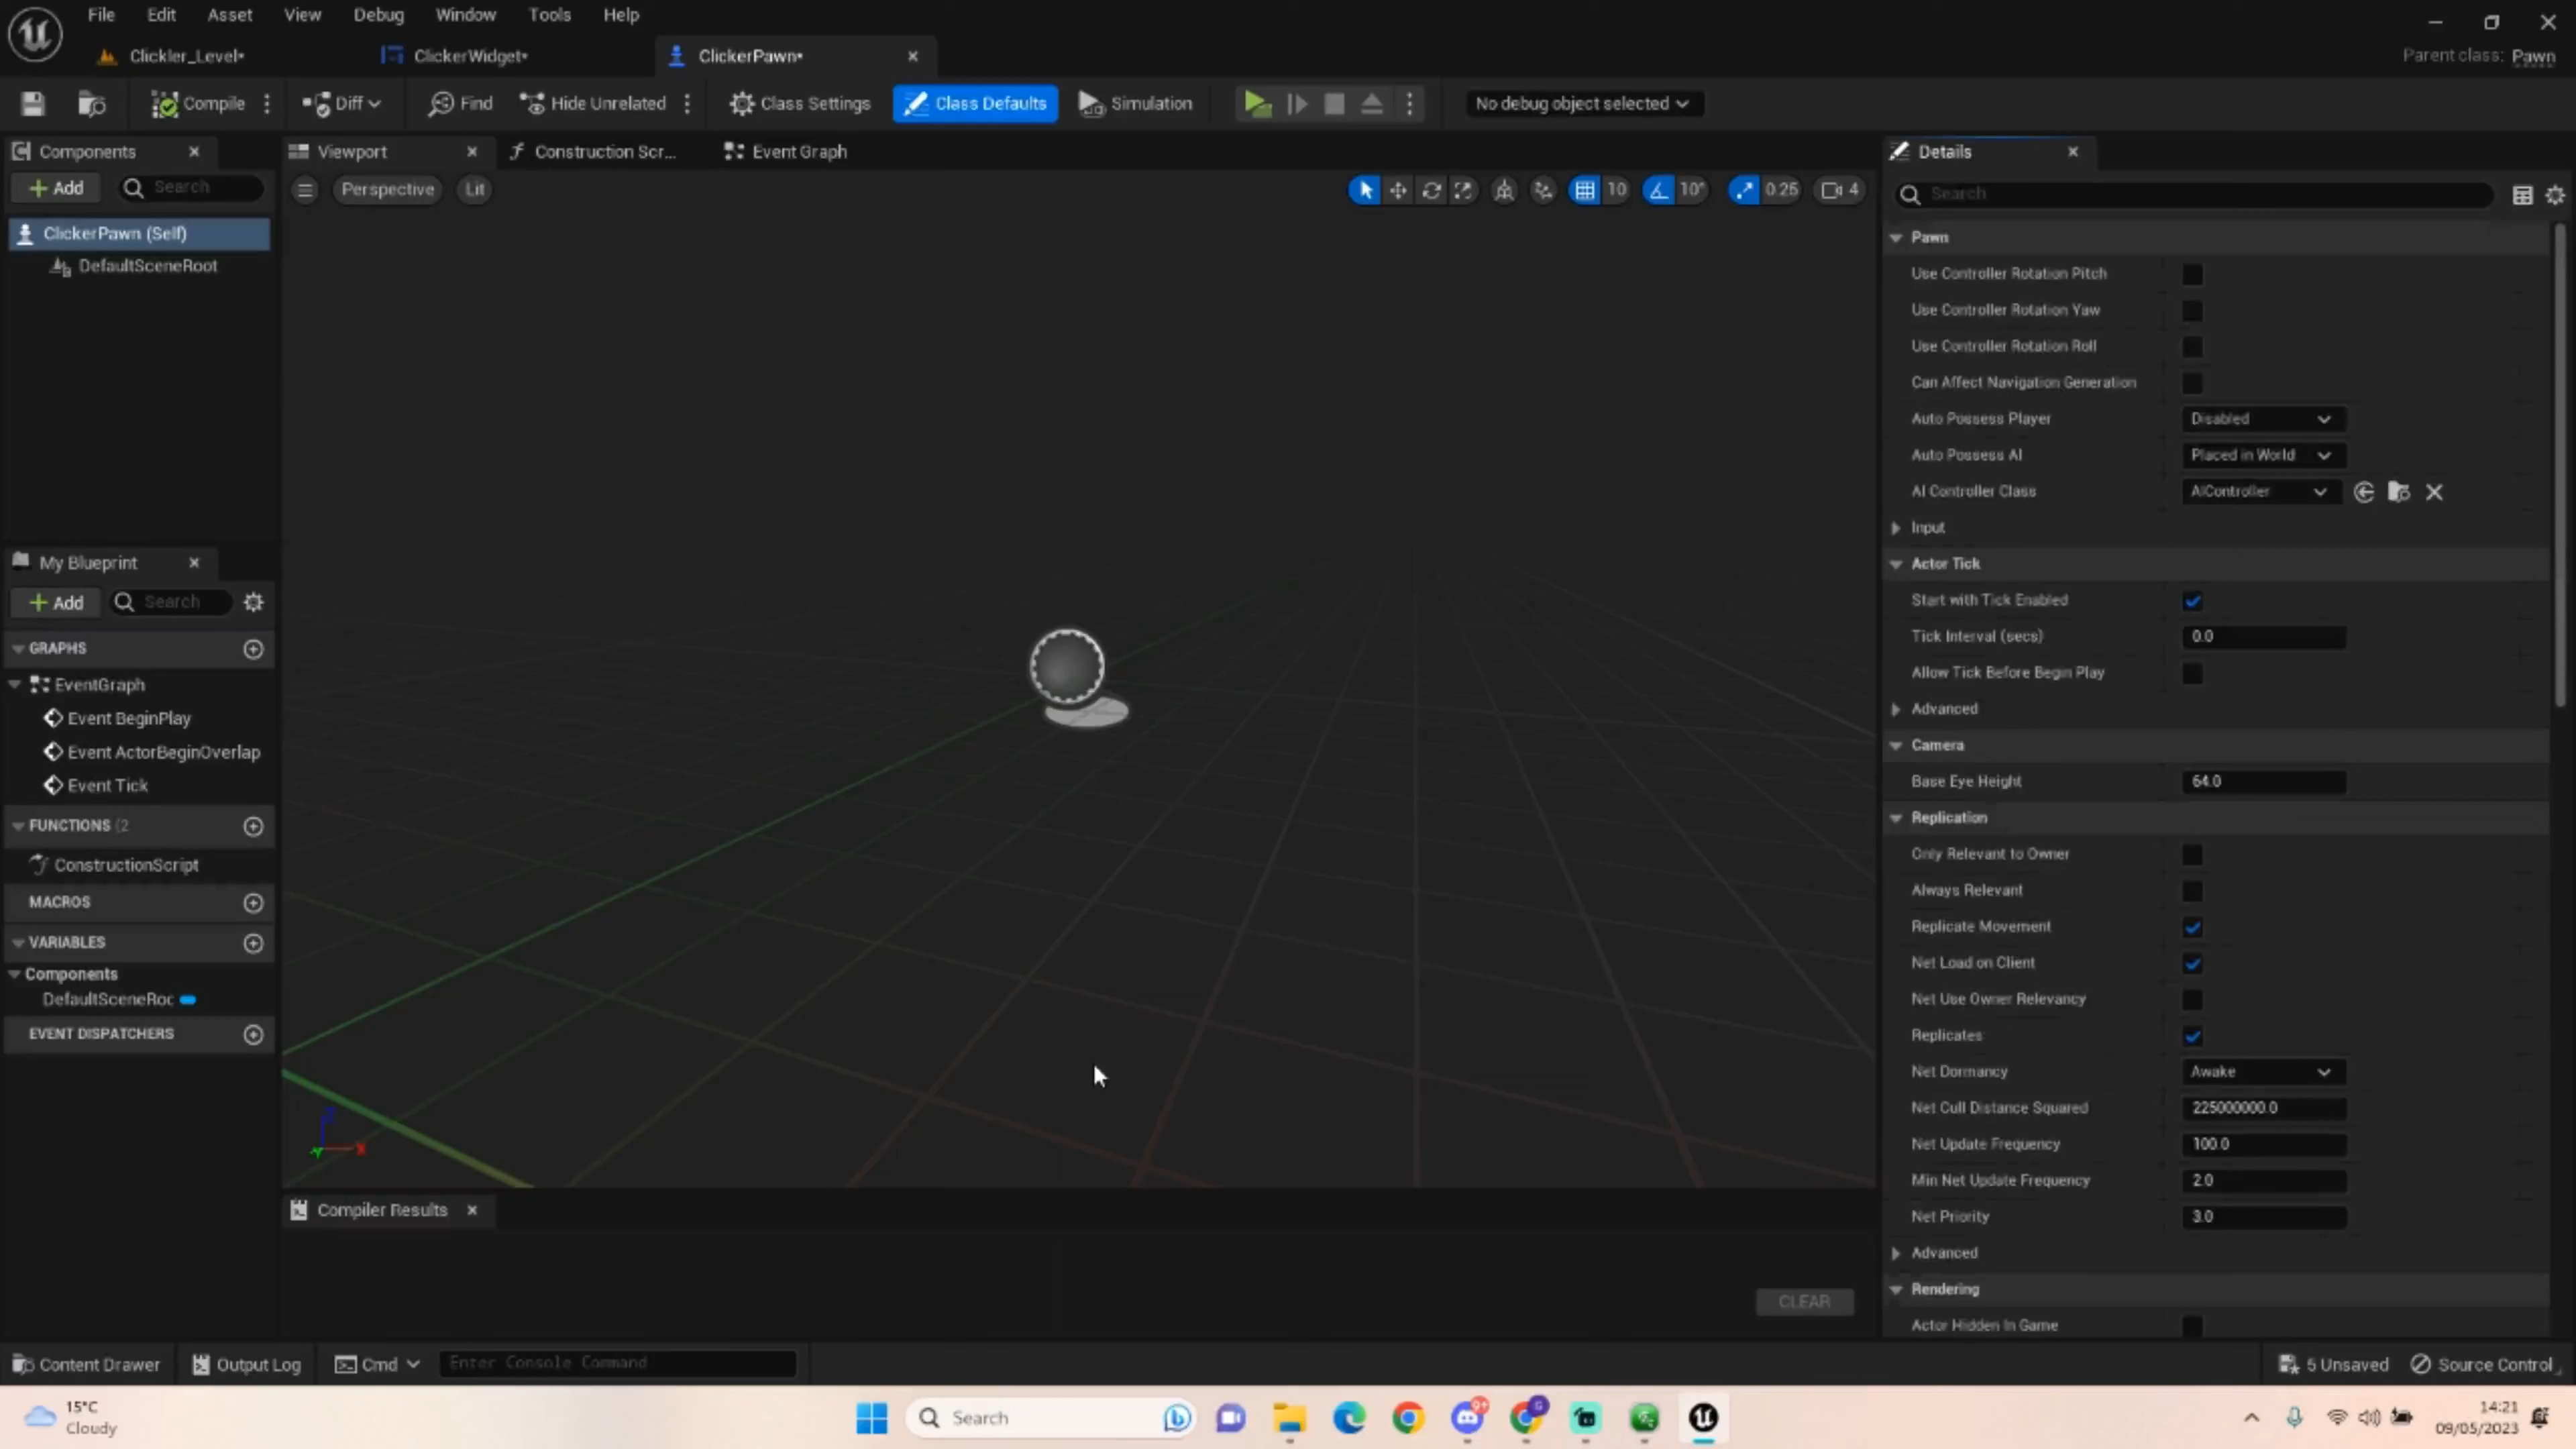 File Edit Asset View Debug Window Tools Help
Clickler_Level*
ClickerWidget*
ClickerPawn*
Parent class: Pawn
Compile
Diff
Find
Hide Unrelated
Class Settings
Class Defaults
Simulation
No debug object selected
Components
Viewport
Construction Scr...
Event Graph
Details
Add
Search
Perspective
Lit
10
10°
0.25
4
Search
ClickerPawn (Self)
DefaultSceneRoot
My Blueprint
Add
Search
GRAPHS
EventGraph
Event BeginPlay
Event ActorBeginOverlap
Event Tick
FUNCTIONS (2
ConstructionScript
MACROS
VARIABLES
Components
DefaultSceneRoc
EVENT DISPATCHERS
Pawn
Use Controller Rotation Pitch
Use Controller Rotation Yaw
Use Controller Rotation Roll
Can Affect Navigation Generation
Auto Possess Player Disabled
Auto Possess AI Placed in World
AI Controller Class AIController
Input
Actor Tick
Start with Tick Enabled
Tick Interval (secs) 0.0
Allow Tick Before Begin Play
Advanced
Camera
Base Eye Height 64.0
Replication
Only Relevant to Owner
Always Relevant
Replicate Movement
Net Load on Client
Net Use Owner Relevancy
Replicates
Net Dormancy Awake
Net Cull Distance Squared 225000000.0
Net Update Frequency 100.0
Min Net Update Frequency 2.0
Net Priority 3.0
Advanced
Rendering
Actor Hidden In Game
Z
Y
X
Compiler Results
CLEAR
Content Drawer
Output Log
Cmd
Enter Console Command
5 Unsaved
Source Control
15°C
Cloudy
Search
9+
G
14:21
09/05/2023